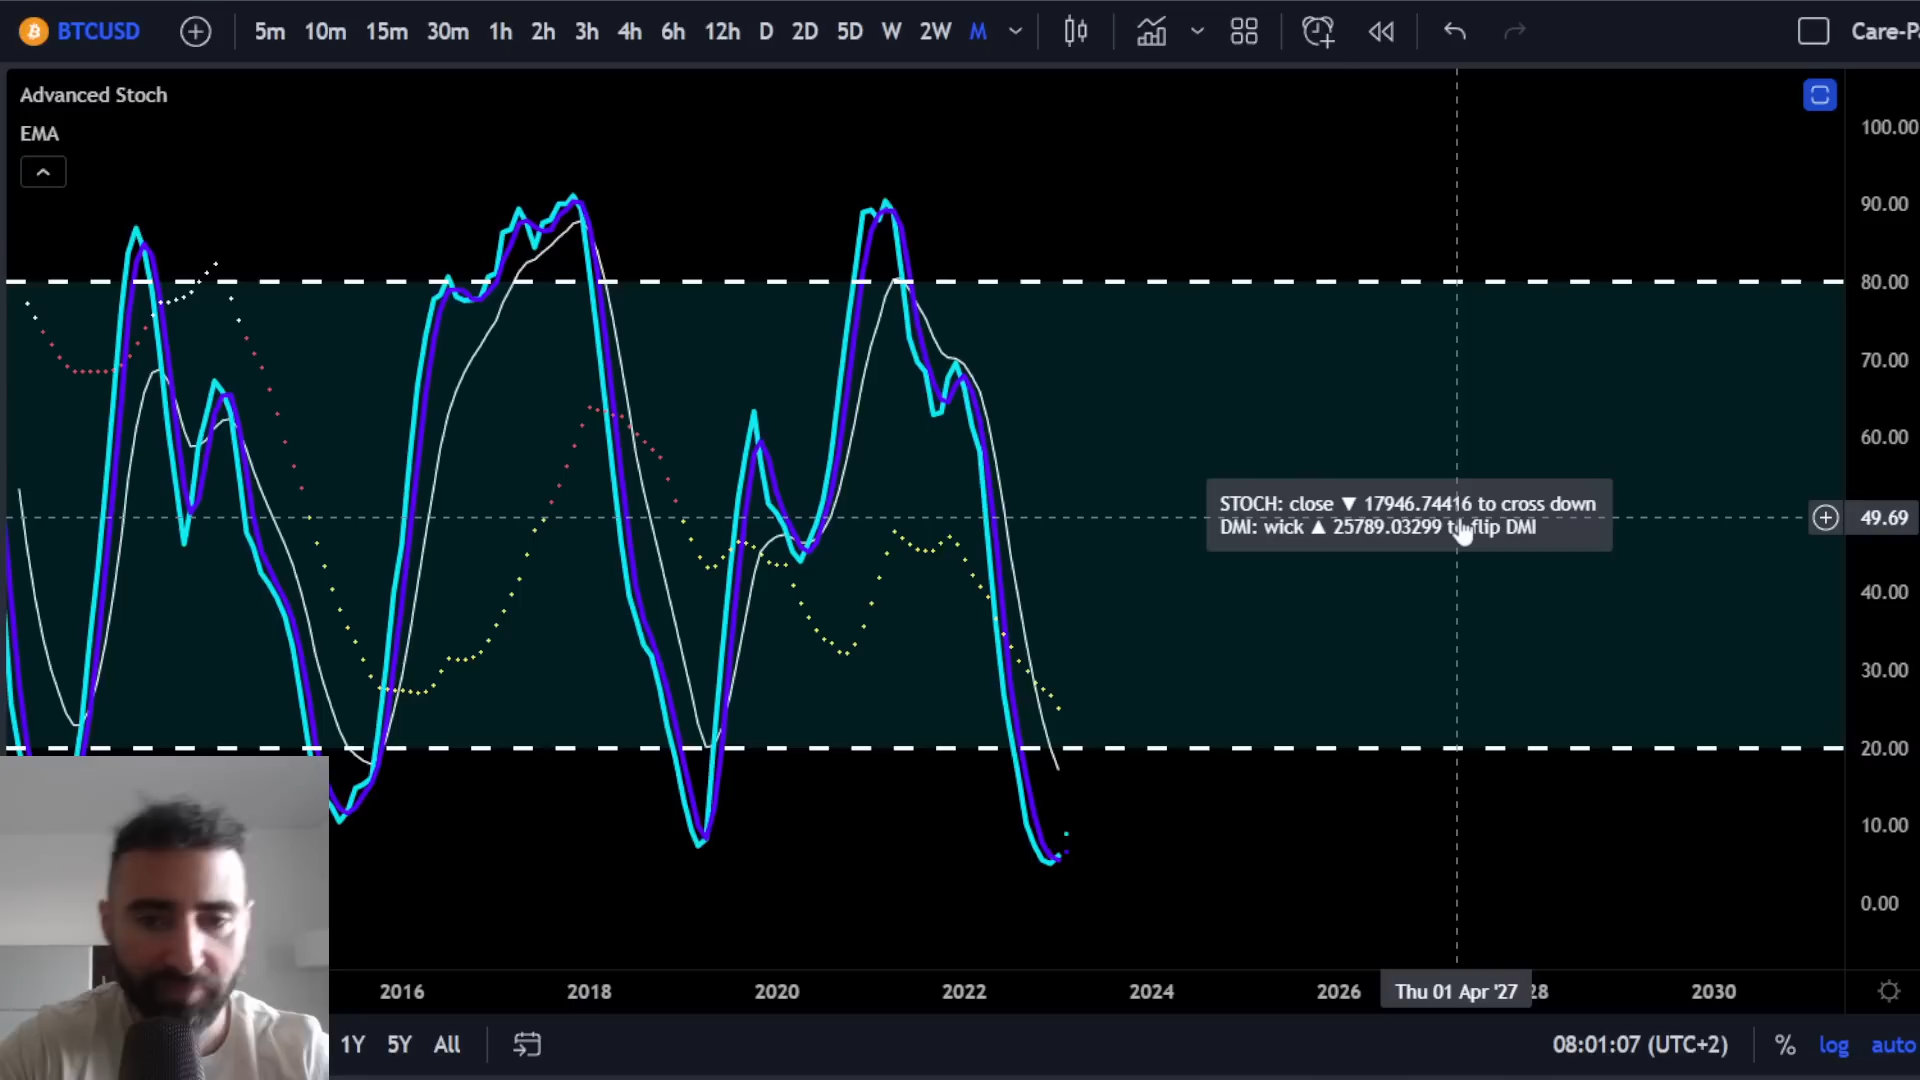 BTCUSD 5m 10m 15m 30m 1h 2h 3h 4h 6h 12h D 2D 5D W 2W M
Advanced Stoch
EMA
100.00
90.00
80.00
70.00
60.00
STOCH: close ▼ 17946.74416 to cross down
DMI: wick ▲ 25789.03299 to flip DMI
49.69
40.00
30.00
20.00
10.00
0.00
2016 2018 2020 2022 2024 2026 Thu 01 Apr '27 28 2030
1Y 5Y All 08:01:07 (UTC+2) % log auto